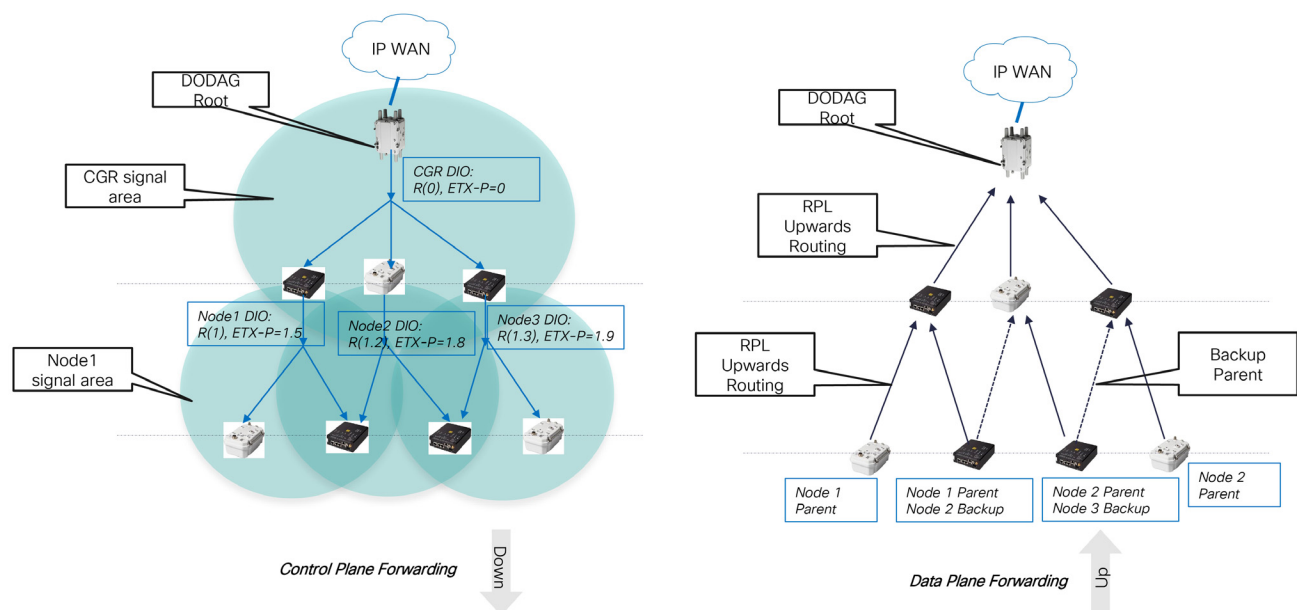 IP WAN
DODAG
Root
CGR signal
area
CGR DIO:
R(0), ETX-P=0
Node1 DIO:
R(1), ETX-P=1.5
Node2 DIO:
R(1.2), ETX-P=1.8
Node3 DIO:
R(1.3), ETX-P=1.9
Node1
signal area
Control Plane Forwarding
Down
IP WAN
DODAG
Root
RPL
Upwards
Routing
RPL
Upwards
Routing
Backup
Parent
Node 1
Parent
Node 1 Parent
Node 2 Backup
Node 2 Parent
Node 3 Backup
Node 2
Parent
Data Plane Forwarding
Up